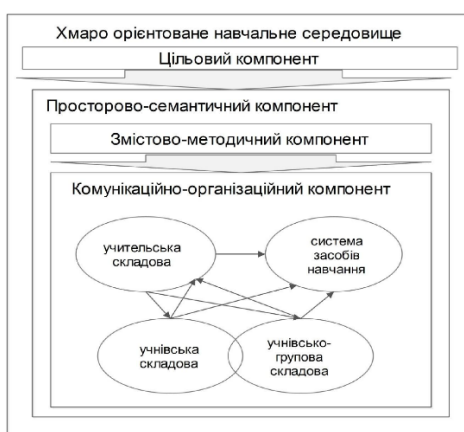 Хмаро орієнтоване навчальне середовище
Цільовий компонент
Просторово-семантичний компонент
Змістово-методичний компонент
Комунікаційно-організаційний компонент
учительська
складова
система
засобів
навчання
учнівська
складова
учнівсько-
групова
складова